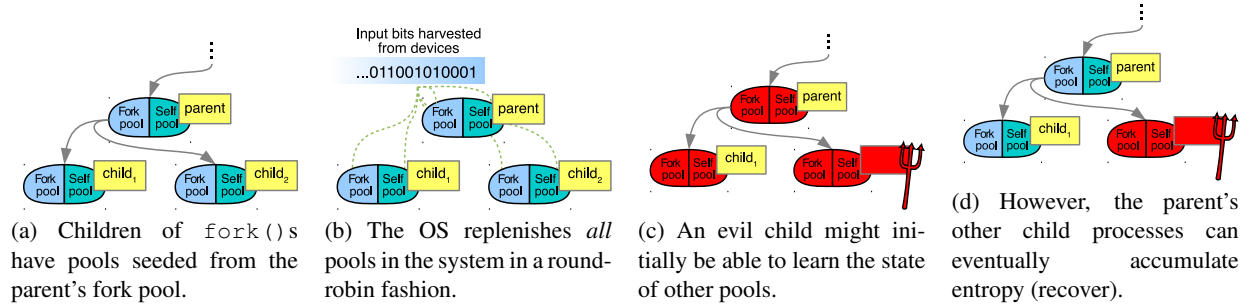 Fork pool
Self pool
parent
Fork pool
Self pool
child₁
Fork pool
Self pool
child₂
(a) Children of fork()s
have pools seeded from the
parent's fork pool.
Input bits harvested
from devices
...011001010001
Fork pool
Self pool
parent
Fork pool
Self pool
child₁
Fork pool
Self pool
child₂
(b) The OS replenishes all
pools in the system in a round-
robin fashion.
Fork pool
Self pool
parent
Fork pool
Self pool
child₁
Fork pool
Self pool
(c) An evil child might ini-
tially be able to learn the state
of other pools.
Fork pool
Self pool
parent
Fork pool
Self pool
child₁
Fork pool
Self pool
(d) However, the parent's
other child processes can
eventually accumulate
entropy (recover).